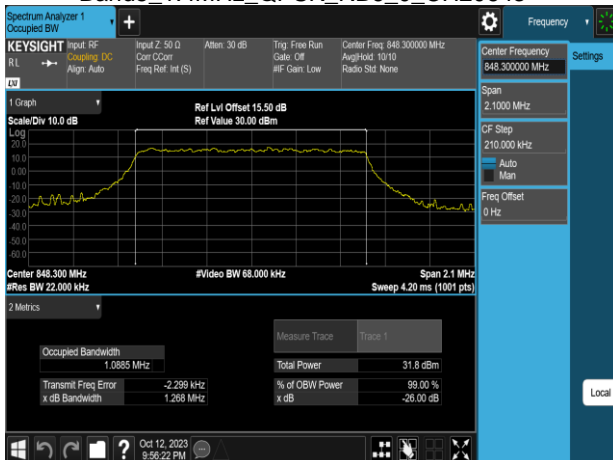 Spectrum Analyzer 1
Occupied BW
Frequency
KEYSIGHT
Input: RF
Input Z: 50 Ω
Atten: 30 dB
Trig: Free Run
Center Freq: 848.300000 MHz
RL
Coupling: DC
Corr CCorr
Gate: Off
Avg|Hold: 10/10
Align: Auto
Freq Ref: Int (S)
#IF Gain: Low
Radio Std: None
LXI
Center Frequency
848.300000 MHz
Settings
Span
2.1000 MHz
CF Step
210.000 kHz
Auto
Man
Freq Offset
0 Hz
1 Graph
Ref Lvl Offset 15.50 dB
Scale/Div 10.0 dB
Ref Value 30.00 dBm
Log
20.0
10.0
0.00
-10.0
-20.0
-30.0
-40.0
-50.0
-60.0
Center 848.300 MHz
#Video BW 68.000 kHz
Span 2.1 MHz
#Res BW 22.000 kHz
Sweep 4.20 ms (1001 pts)
2 Metrics
Measure Trace
Trace 1
Occupied Bandwidth
1.0885 MHz
Total Power
31.8 dBm
Transmit Freq Error
-2.299 kHz
% of OBW Power
99.00 %
x dB Bandwidth
1.268 MHz
x dB
-26.00 dB
Local
?
Oct 12, 2023
9:56:22 PM